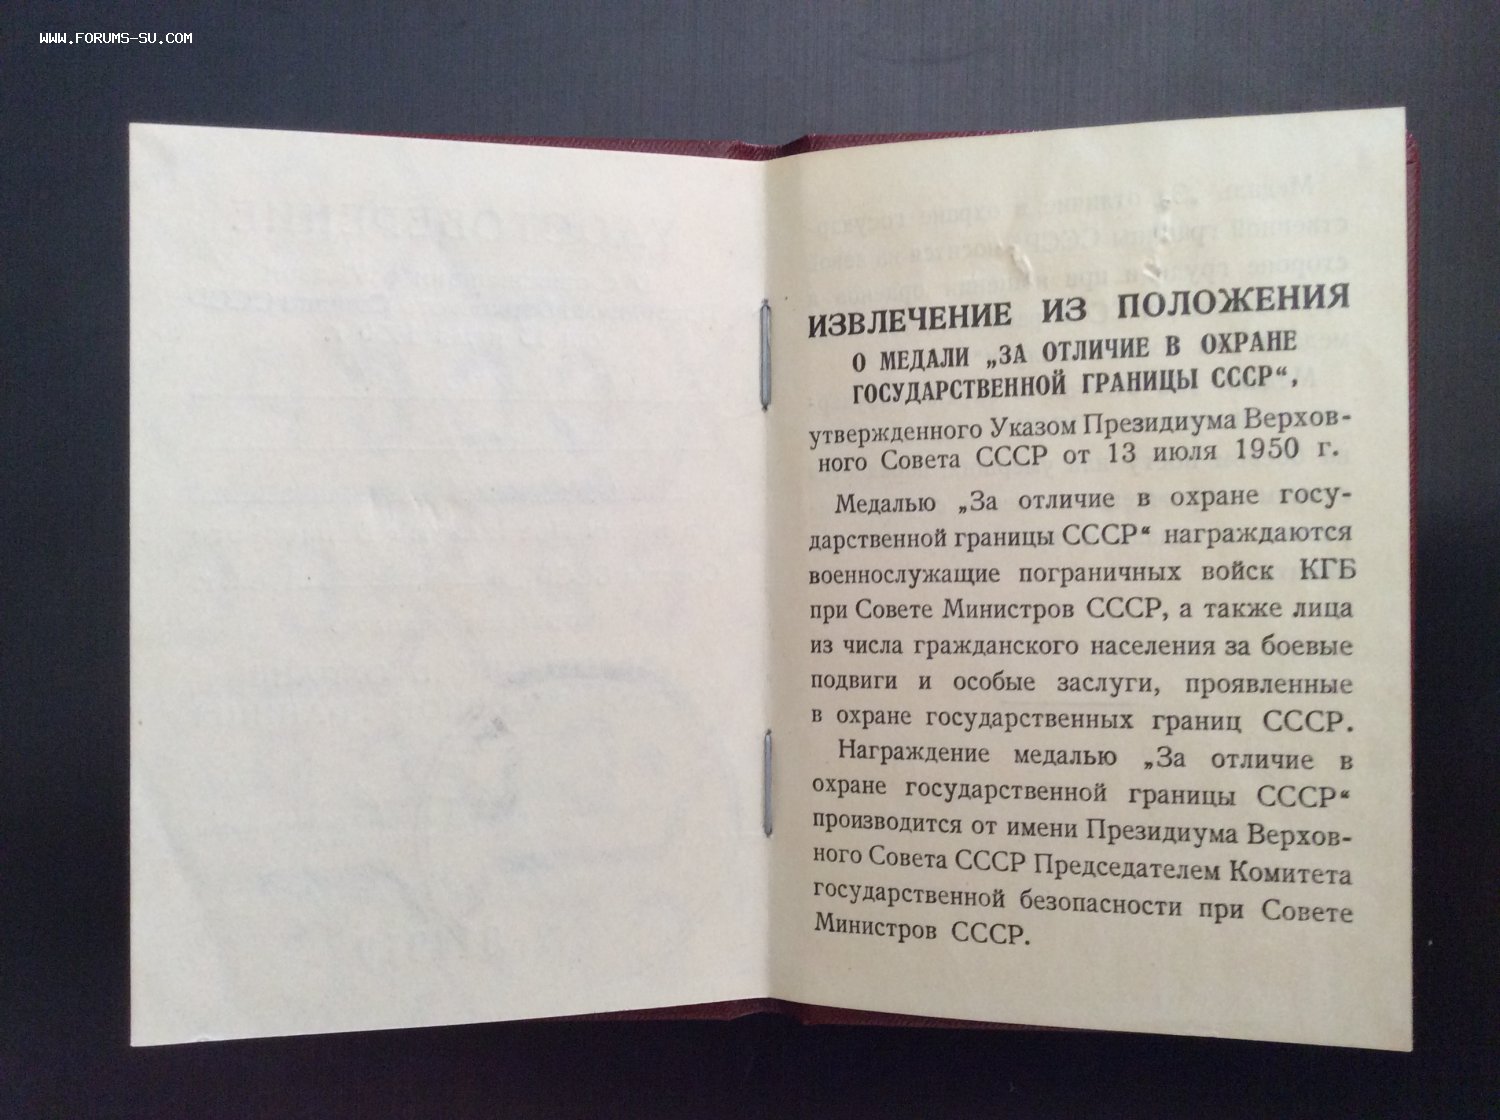 WWW.FORUMS-SU.COM
ИЗВЛЕЧЕНИЕ ИЗ ПОЛОЖЕНИЯ
О МЕДАЛИ „ЗА ОТЛИЧИЕ В ОХРАНЕ
ГОСУДАРСТВЕННОЙ ГРАНИЦЫ СССР“,
утвержденного Указом Президиума Верхов-
ного Совета СССР от 13 июля 1950 г.
Медалью „За отличие в охране госу-
дарственной границы СССР“ награждаются
военнослужащие пограничных войск КГБ
при Совете Министров СССР, а также лица
из числа гражданского населения за боевые
подвиги и особые заслуги, проявленные
в охране государственных границ СССР.
Награждение медалью „За отличие в
охране государственной границы СССР“
производится от имени Президиума Верхов-
ного Совета СССР Председателем Комитета
государственной безопасности при Совете
Министров СССР.